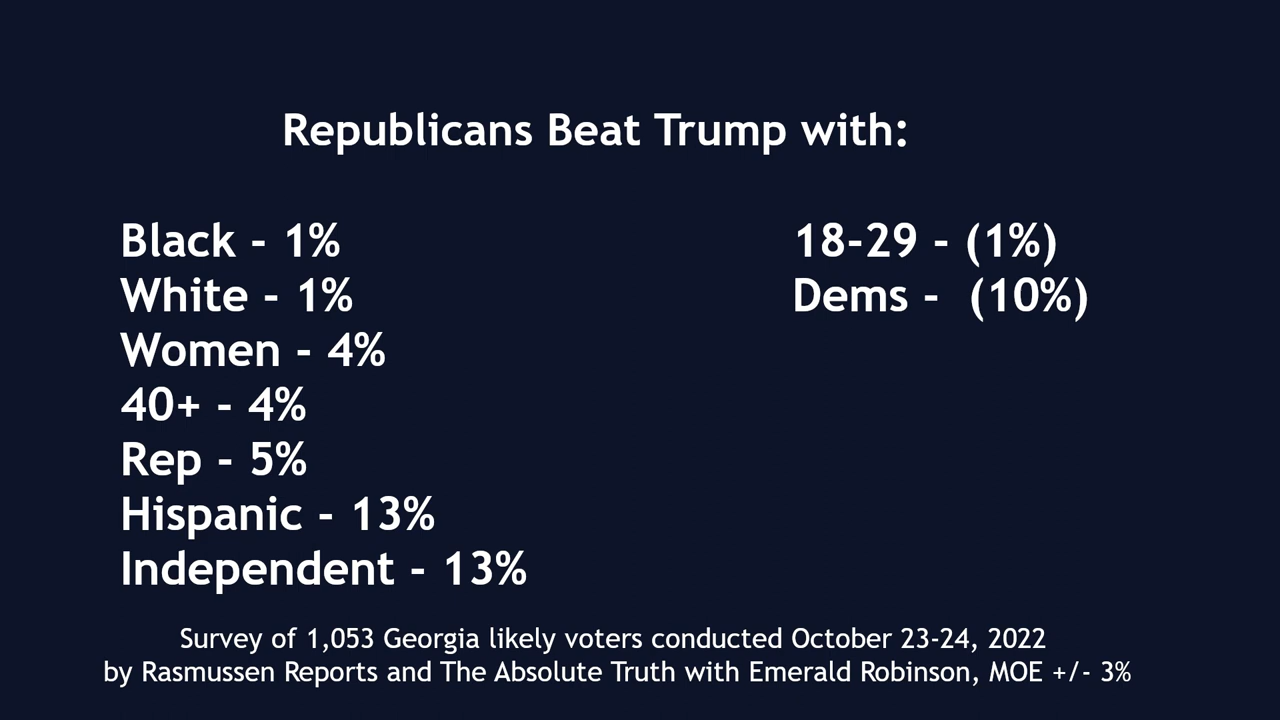 Republicans Beat Trump with:
Black - 1%
White - 1%
Women - 4%
40+ - 4%
Rep - 5%
Hispanic - 13%
Independent - 13%
18-29 - (1%)
Dems - (10%)
Survey of 1,053 Georgia likely voters conducted October 23-24, 2022
by Rasmussen Reports and The Absolute Truth with Emerald Robinson, MOE +/- 3%